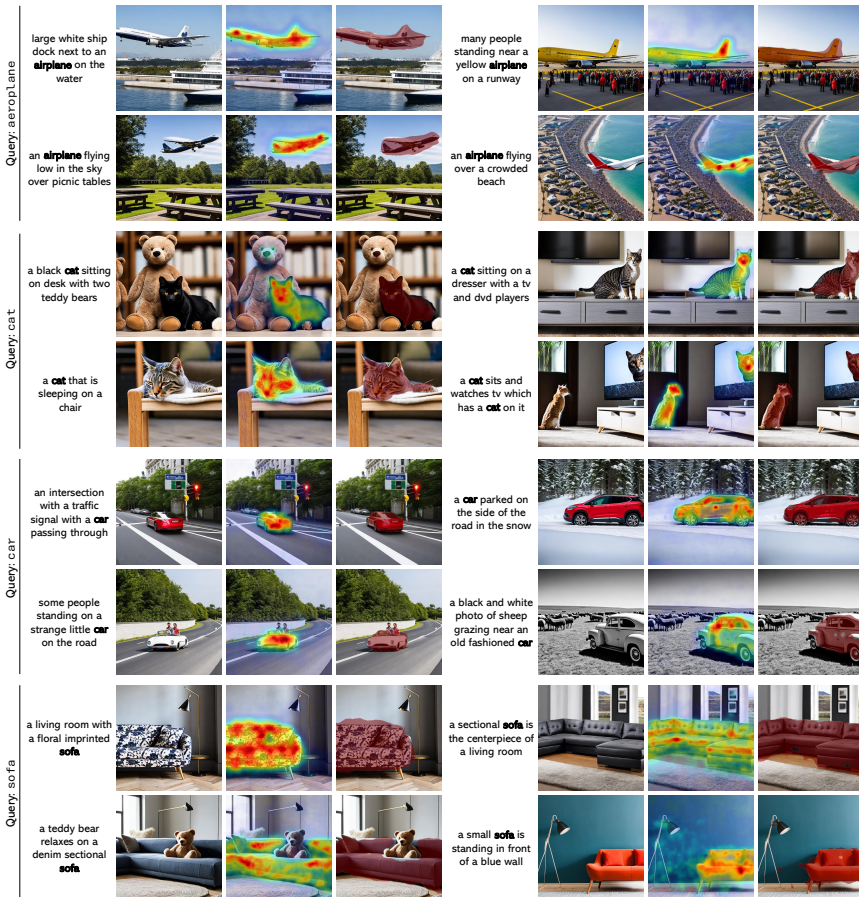 Query: aeroplane
large white ship
dock next to an
airplane on the
water
many people
standing near a
yellow airplane
on a runway
an airplane flying
low in the sky
over picnic tables
an airplane flying
over a crowded
beach
Query: cat
a black cat sitting
on desk with two
teddy bears
a cat sitting on a
dresser with a tv
and dvd players
a cat that is
sleeping on a
chair
a cat sits and
watches tv which
has a cat on it
Query: car
an intersection
with a traffic
signal with a car
passing through
a car parked on
the side of the
road in the snow
some people
standing on a
strange little car
on the road
a black and white
photo of sheep
grazing near an
old fashioned car
Query: sofa
a living room with
a floral imprinted
sofa
a sectional sofa is
the centerpiece of
a living room
a teddy bear
relaxes on a
denim sectional
sofa
a small sofa is
standing in front
of a blue wall